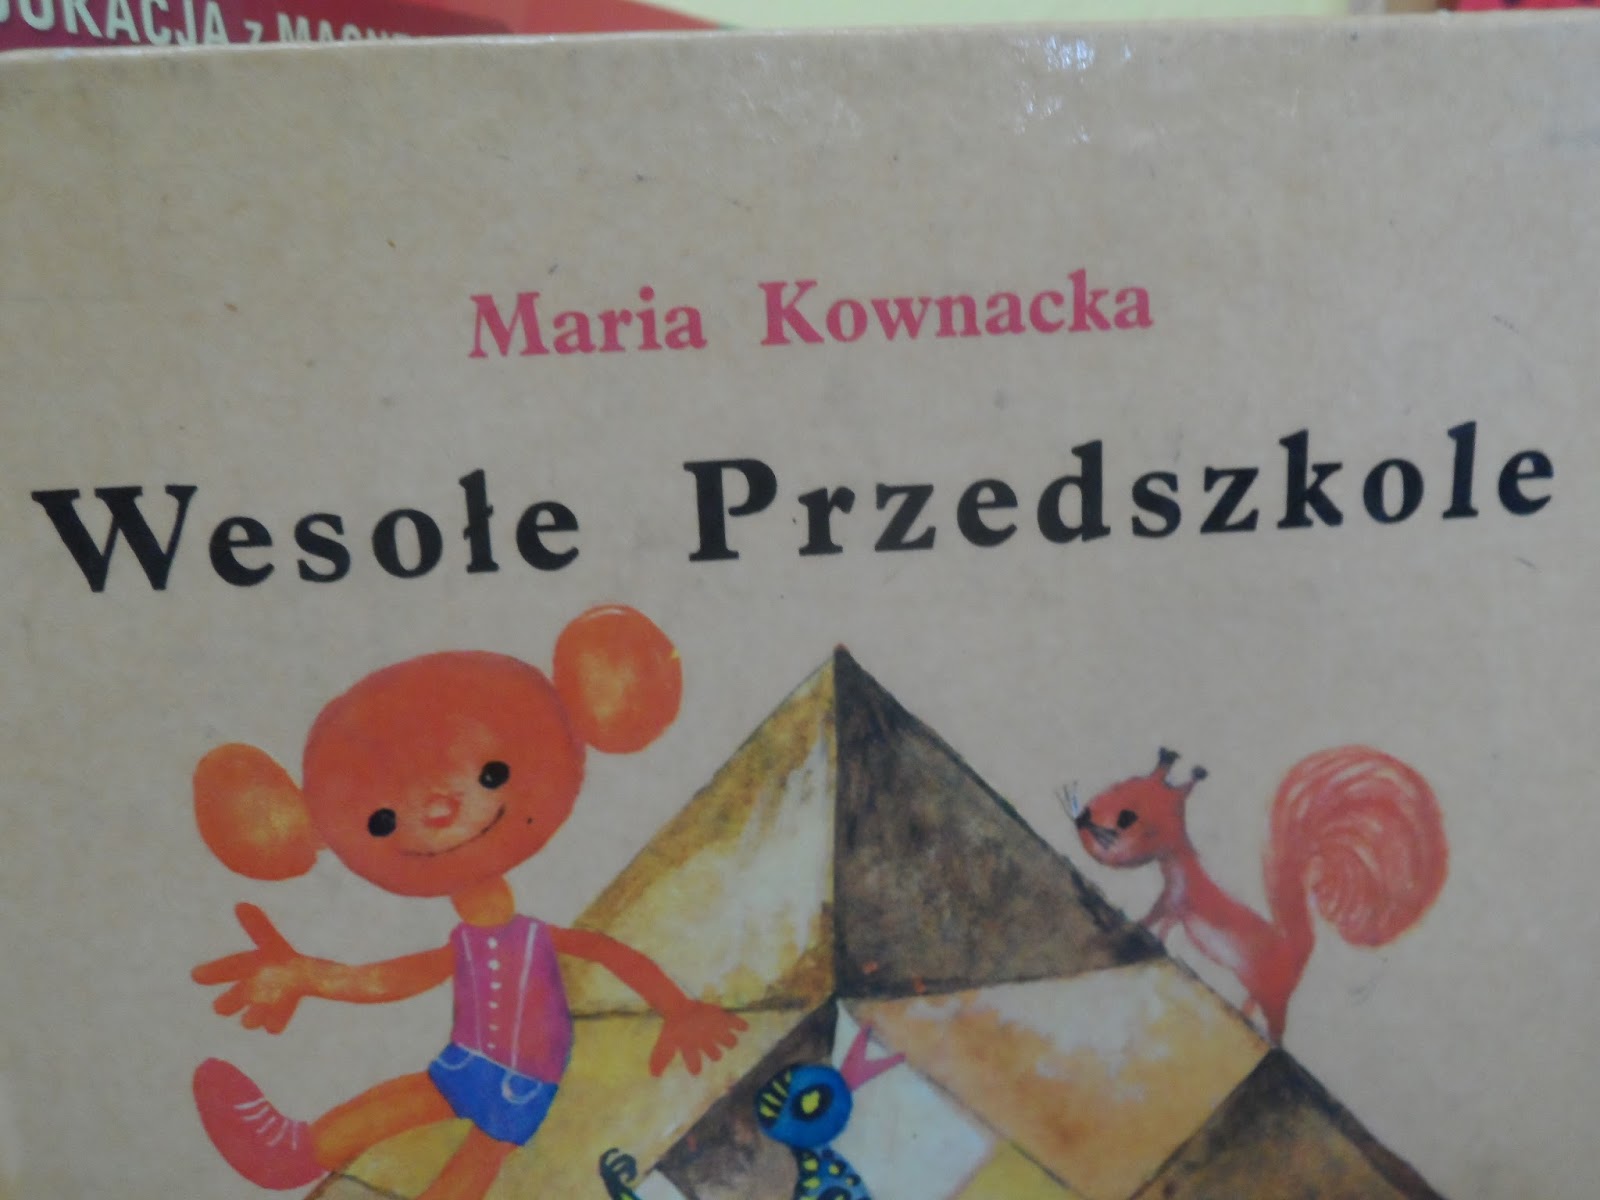 Maria Kownacka
Wesołe Przedszkole